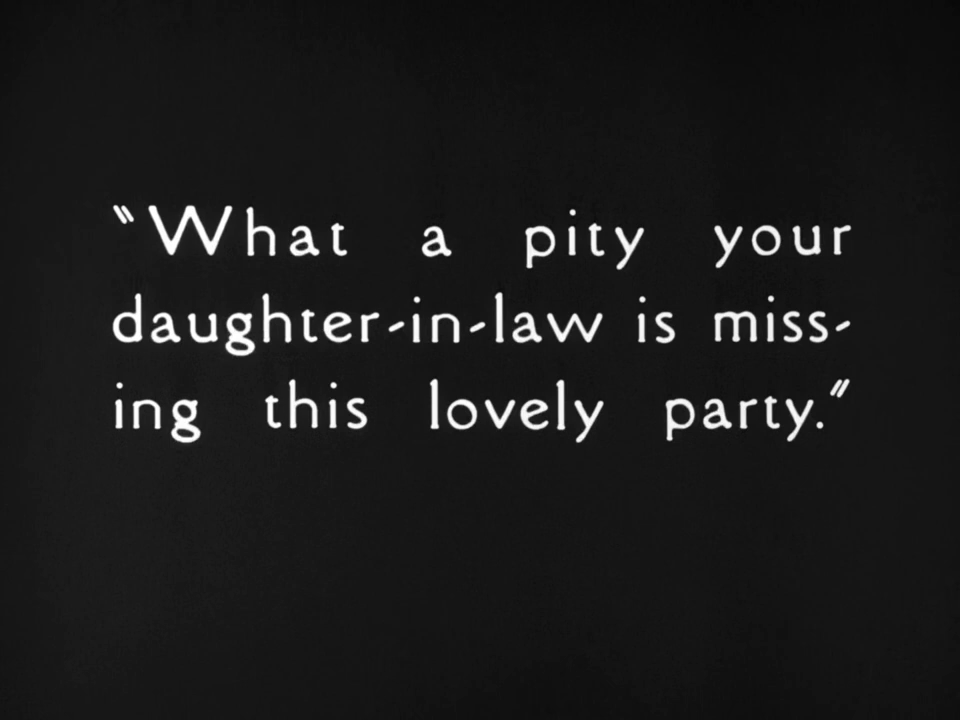 "What a pity your
daughter-in-law is miss-
ing this lovely party."